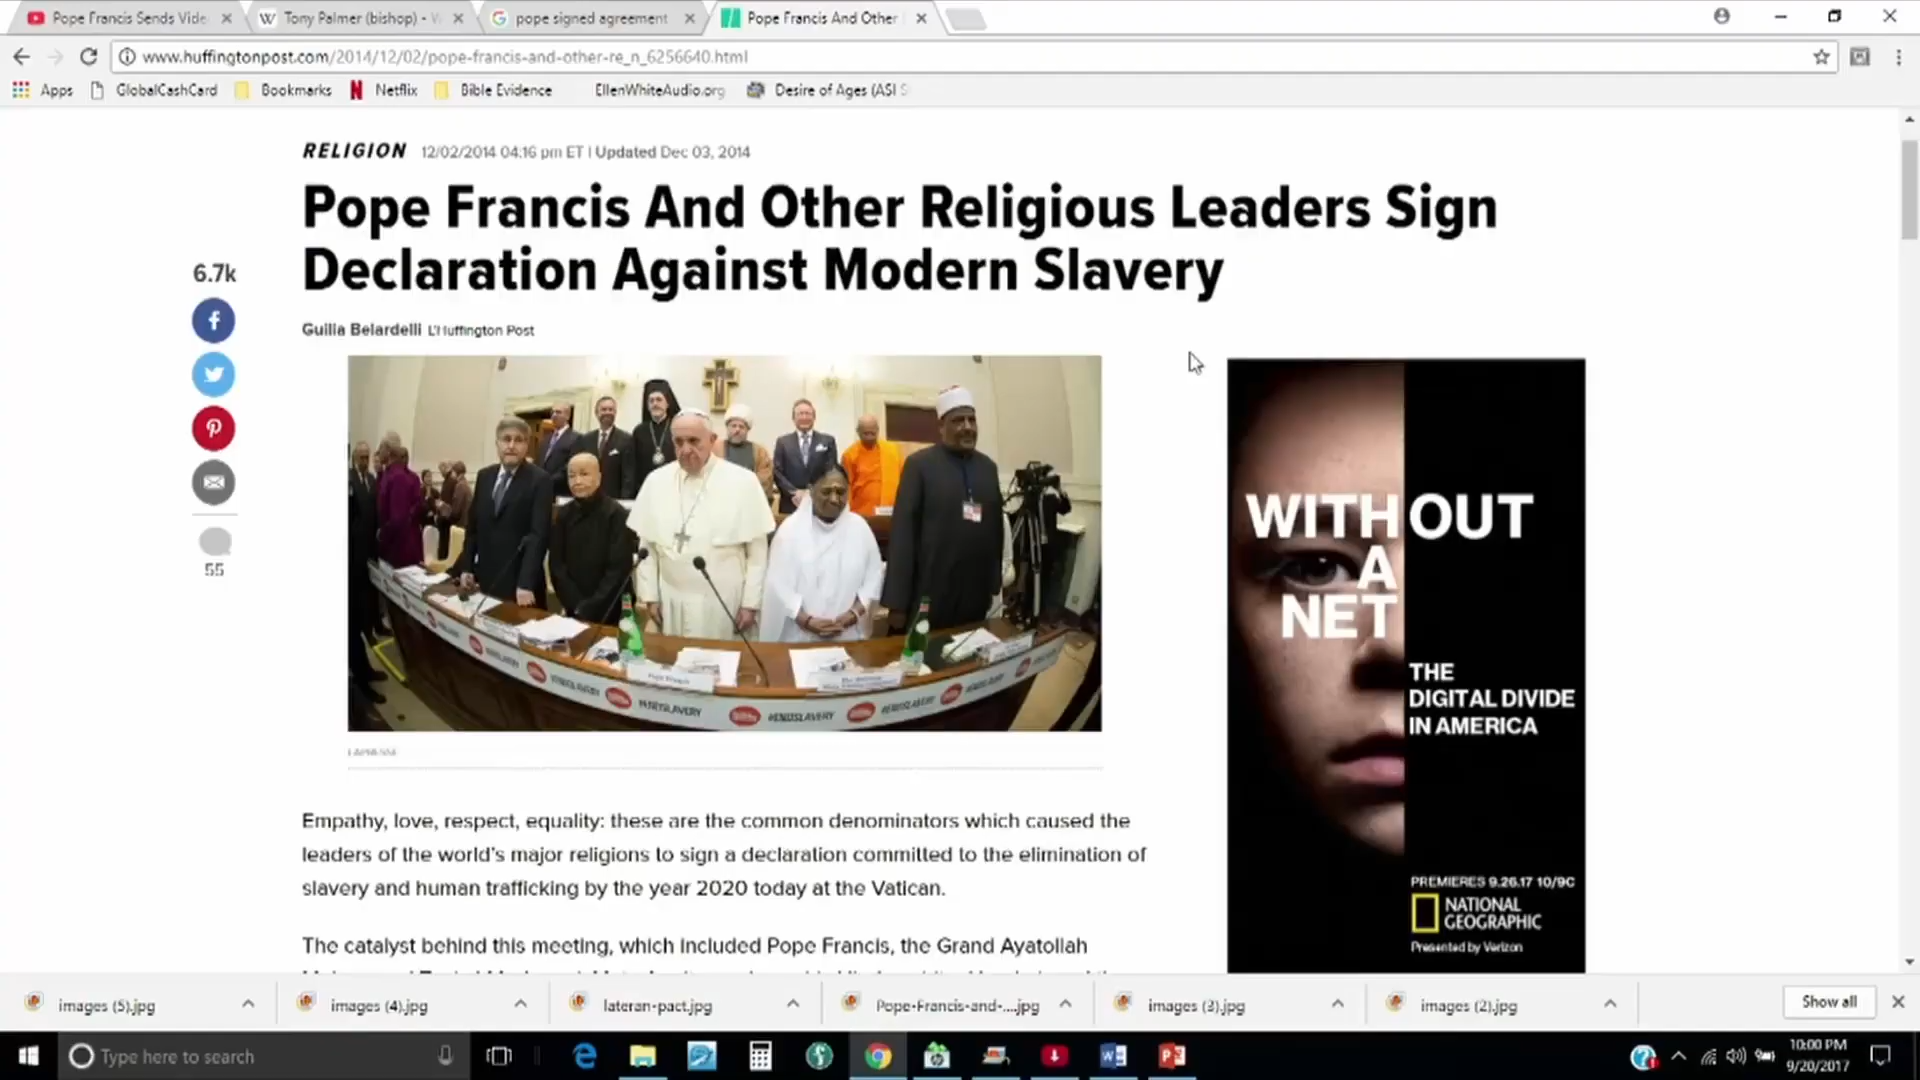 Pope Francis Sends Vide
Tony Palmer (bishop) - W
pope signed agreement
Pope Francis And Other
www.huffingtonpost.com/2014/12/02/pope-francis-and-other-re_n_6256640.html
Apps
GlobalCashCard
Bookmarks
Netflix
Bible Evidence
EllenWhiteAudio.org
Desire of Ages (ASI S
RELIGION 12/02/2014 04:16 pm ET | Updated Dec 03, 2014
Pope Francis And Other Religious Leaders Sign
Declaration Against Modern Slavery
6.7k
Guilia Belardelli L'Huffington Post
55
#ENDSLAVERY
#ENDSLAVERY
#ENDSLAVERY
WITHOUT
A
NET
THE
DIGITAL DIVIDE
IN AMERICA
PREMIERES 9.26.17 10/9C
NATIONAL
GEOGRAPHIC
Presented by Verizon
LAPRESSE
Empathy, love, respect, equality: these are the common denominators which caused the
leaders of the world's major religions to sign a declaration committed to the elimination of
slavery and human trafficking by the year 2020 today at the Vatican.
The catalyst behind this meeting, which included Pope Francis, the Grand Ayatollah
images (5).jpg
images (4).jpg
lateran-pact.jpg
Pope-Francis-and-....jpg
images (3).jpg
images (2).jpg
Show all
Type here to search
10:00 PM
9/20/2017